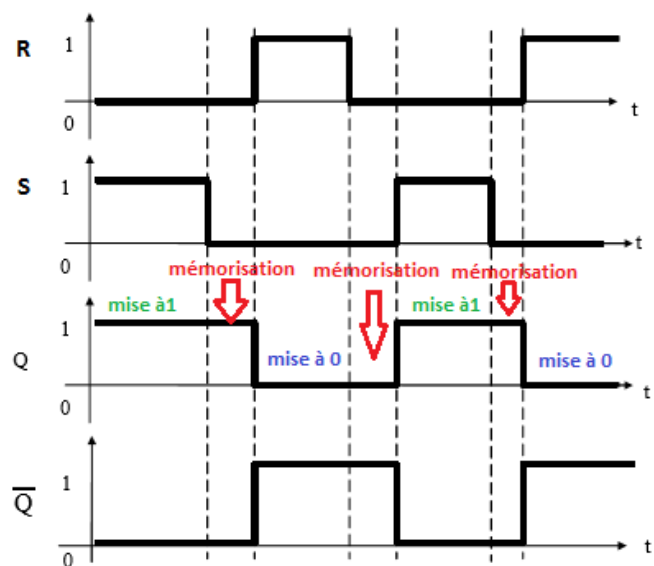 R
1
0
t
S
1
0
t
mémorisation mémorisation mémorisation
mise à1 mise à1
Q
1
mise à 0 mise à 0
0
t
Q̅
1
0
t